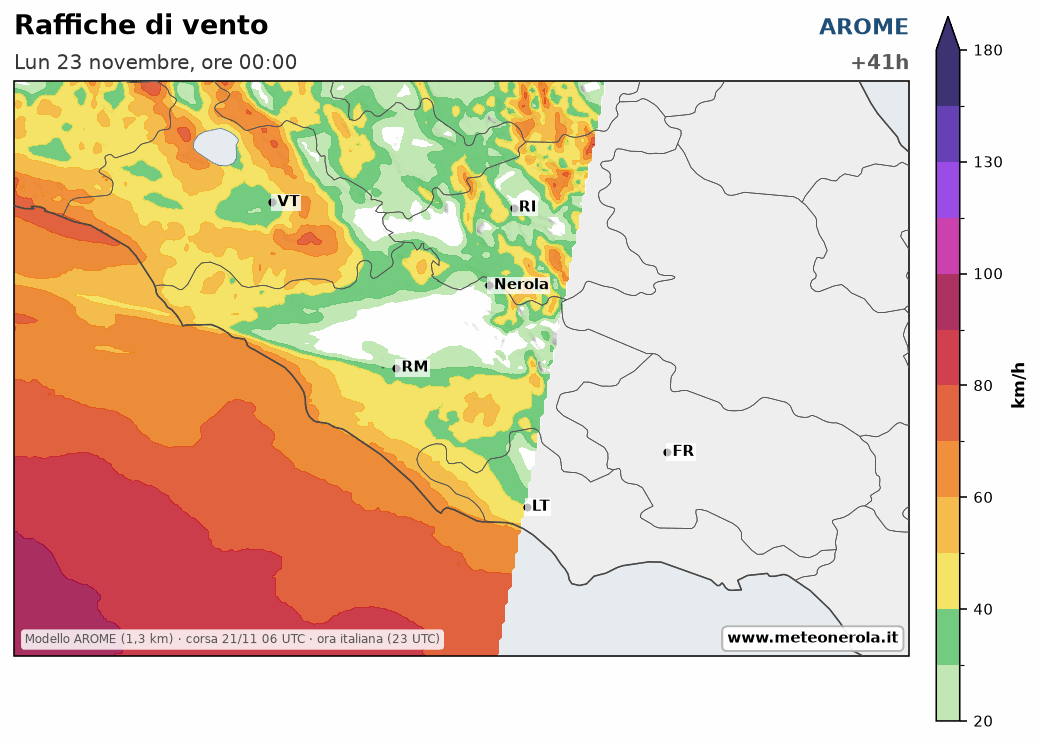 Raffiche di vento
AROME
Lun 23 novembre, ore 00:00
+41h
180
130
100
80
60
40
20
km/h
VT
RI
Nerola
RM
FR
LT
Modello AROME (1,3 km) · corsa 21/11 06 UTC · ora italiana (23 UTC)
www.meteonerola.it